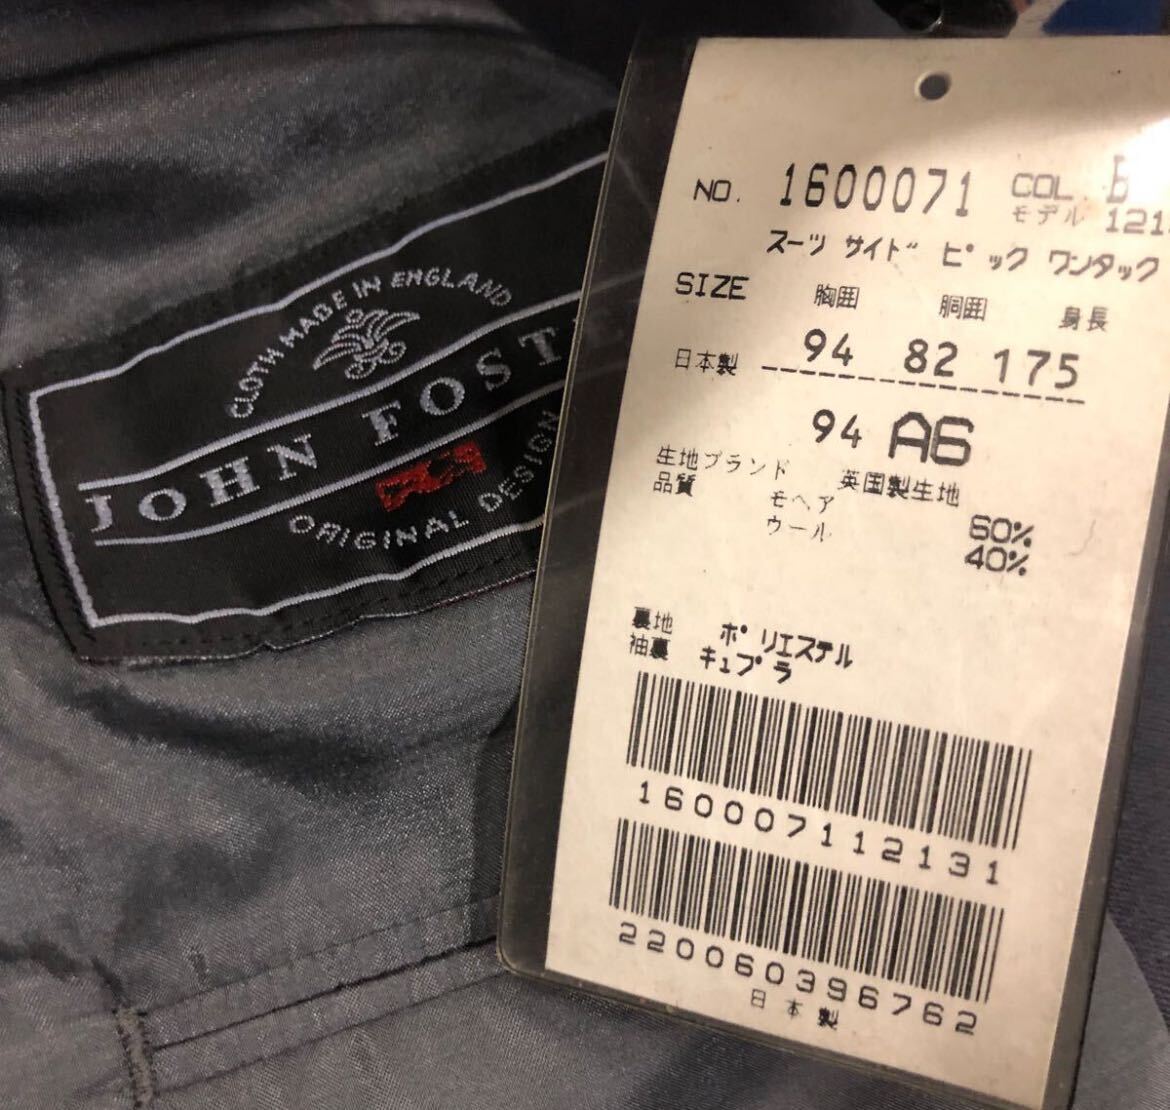 CLOTH MADE IN ENGLAND
JOHN FOST
ORIGINAL DESIGN
NO. 1600071 COL B
モデル 121
スーツ サイド ピック ワンタック
SIZE 胸囲 胴囲 身長
日本製 94 82 175
94 A6
生地ブランド 英国製生地
品質 モヘア 60%
ウール 40%
裏地 ポリエステル
袖裏 キュプラ
160007112131
220060396762
日本製